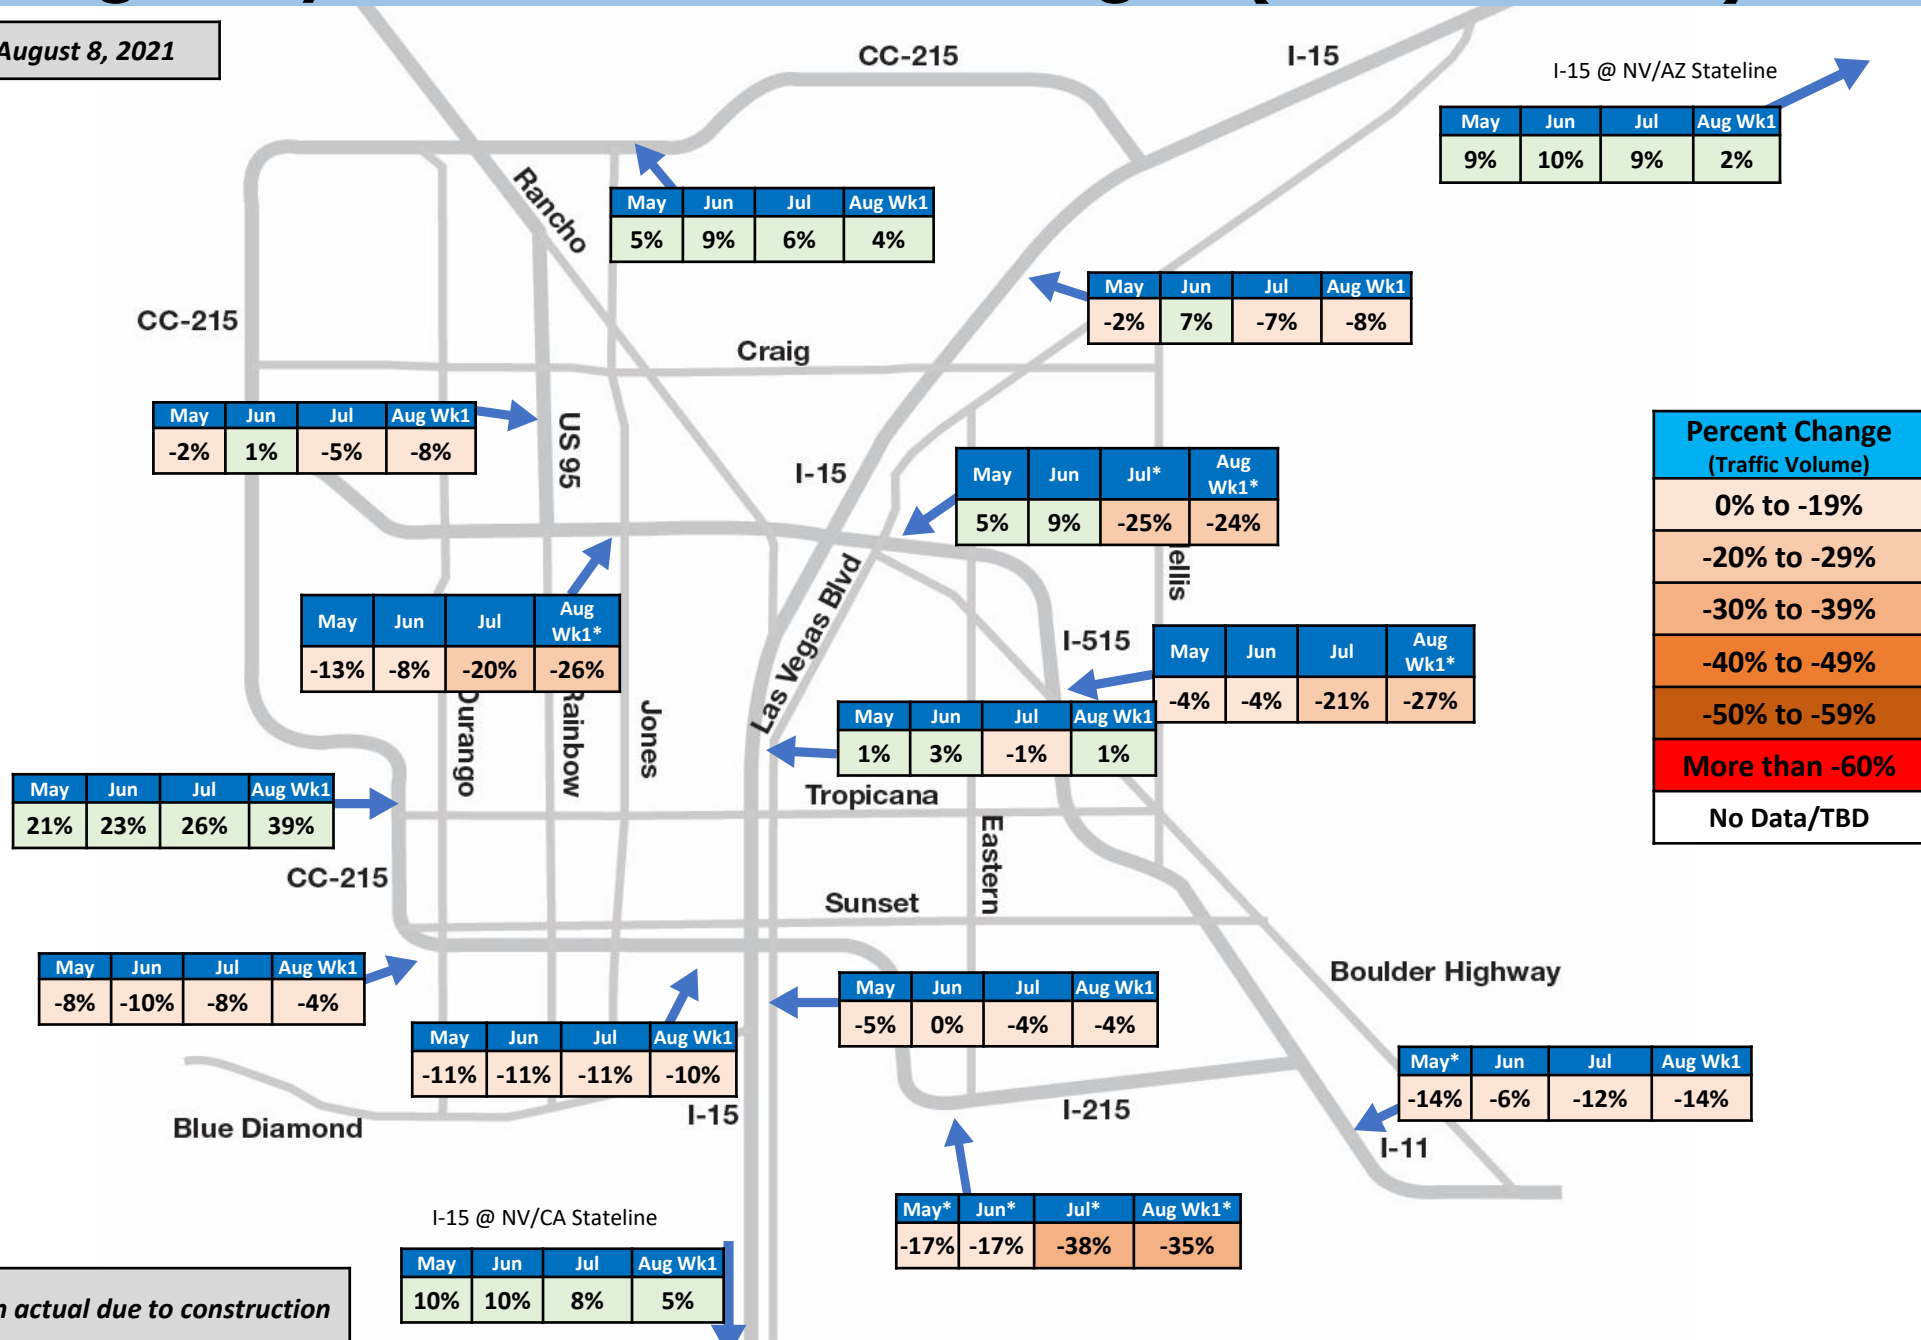 August 8, 2021
CC-215
I-15
I-15 @ NV/AZ Stateline
May Jun Jul Aug Wk1
9% 10% 9% 2%
Rancho
May Jun Jul Aug Wk1
5% 9% 6% 4%
May Jun Jul Aug Wk1
-2% 7% -7% -8%
CC-215
Craig
May Jun Jul Aug Wk1
-2% 1% -5% -8%
US 95
I-15
May Jun Jul* Aug Wk1*
5% 9% -25% -24%
Percent Change
(Traffic Volume)
0% to -19%
-20% to -29%
-30% to -39%
-40% to -49%
-50% to -59%
More than -60%
No Data/TBD
ellis
Las Vegas Blvd
May Jun Jul Aug Wk1*
-13% -8% -20% -26%
I-515
May Jun Jul Aug Wk1*
-4% -4% -21% -27%
Durango
Rainbow
Jones
May Jun Jul Aug Wk1
1% 3% -1% 1%
May Jun Jul Aug Wk1
21% 23% 26% 39%
Tropicana
CC-215
Eastern
Sunset
May Jun Jul Aug Wk1
-8% -10% -8% -4%
Boulder Highway
May Jun Jul Aug Wk1
-5% 0% -4% -4%
May Jun Jul Aug Wk1
-11% -11% -11% -10%
May* Jun Jul Aug Wk1
-14% -6% -12% -14%
Blue Diamond
I-15
I-215
I-11
May* Jun* Jul* Aug Wk1*
-17% -17% -38% -35%
I-15 @ NV/CA Stateline
May Jun Jul Aug Wk1
10% 10% 8% 5%
actual due to construction